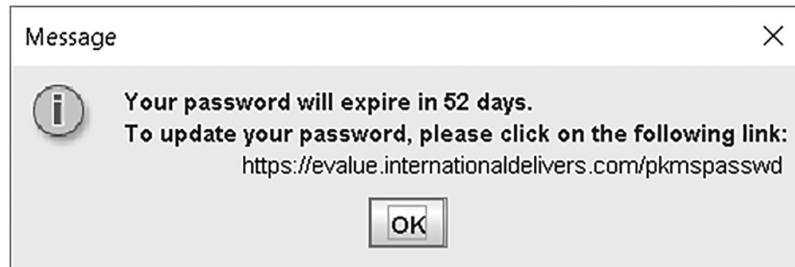 Message
Your password will expire in 52 days.
To update your password, please click on the following link:
https://evalue.internationaldelivers.com/pkmspasswd
OK